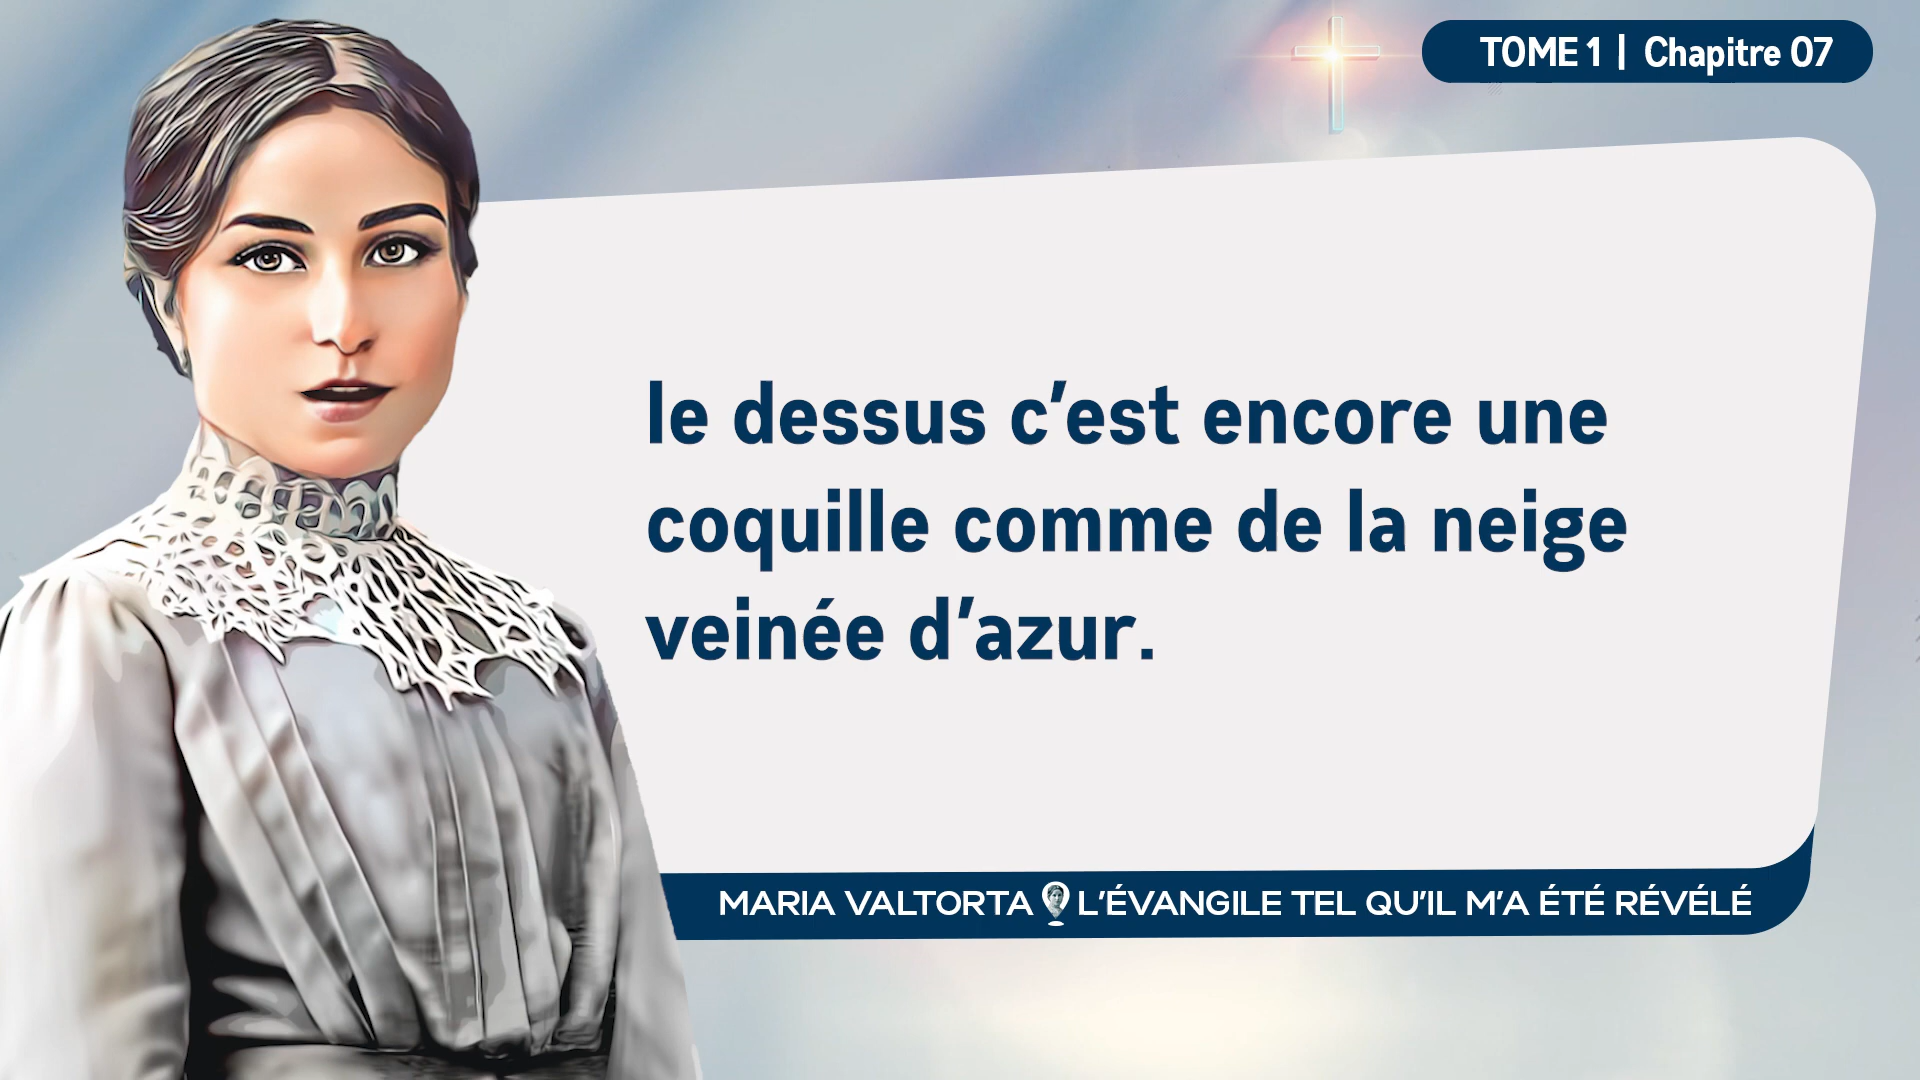 TOME 1 | Chapitre 07
le dessus c’est encore une
coquille comme de la neige
veinée d’azur.
MARIA VALTORTA L’ÉVANGILE TEL QU’IL M’A ÉTÉ RÉVÉLÉ